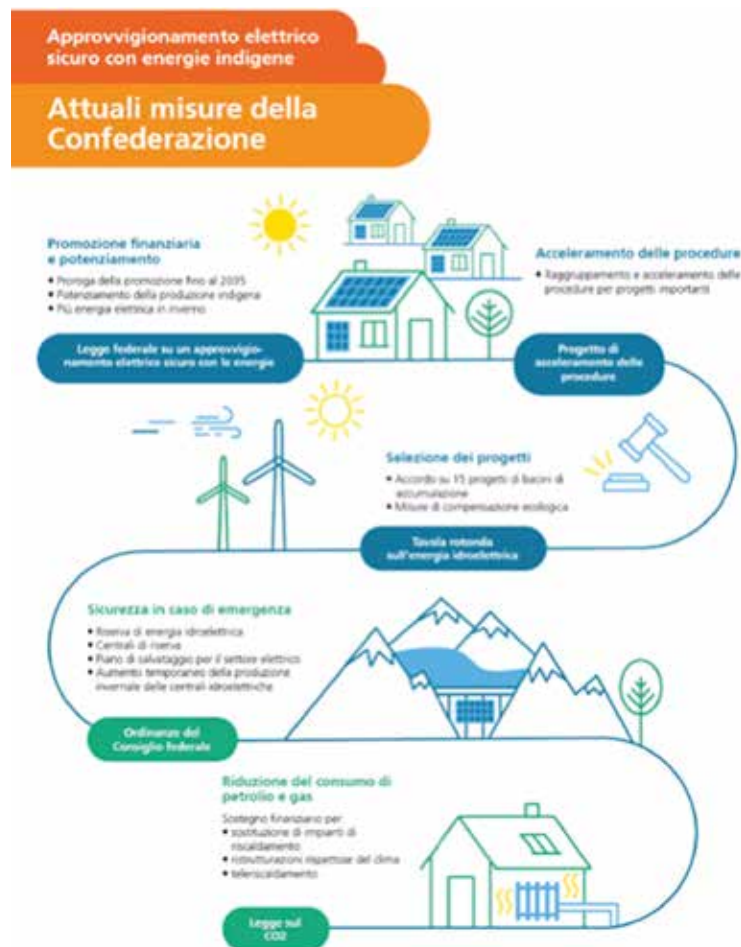 Approvvigionamento elettrico
sicuro con energie indigene
Attuali misure della
Confederazione
Promozione finanziaria
e potenziamento
• Proroga della promozione fino al 2035
• Potenziamento della produzione indigena
• Più energia elettrica in inverno
Legge federale su un approvvigio-
namento elettrico sicuro con le energie
Acceleramento delle procedure
• Raggruppamento e acceleramento delle
procedure per progetti importanti
Progetto di
acceleramento delle
procedure
Selezione dei progetti
• Accordo su 15 progetti di bacini di
accumulazione
• Misure di compensazione ecologica
Tavola rotonda
sull'energia idroelettrica
Sicurezza in caso di emergenza
• Riserva di energia idroelettrica
• Centrali di riserva
• Piano di salvataggio per il settore elettrico
• Aumento temporaneo della produzione
invernale delle centrali idroelettriche
Ordinanze del
Consiglio federale
Riduzione del consumo di
petrolio e gas
Sostegno finanziario per:
• sostituzione di impianti di
riscaldamento
• ristrutturazioni rispettose del clima
• teleriscaldamento
Legge sul
CO2